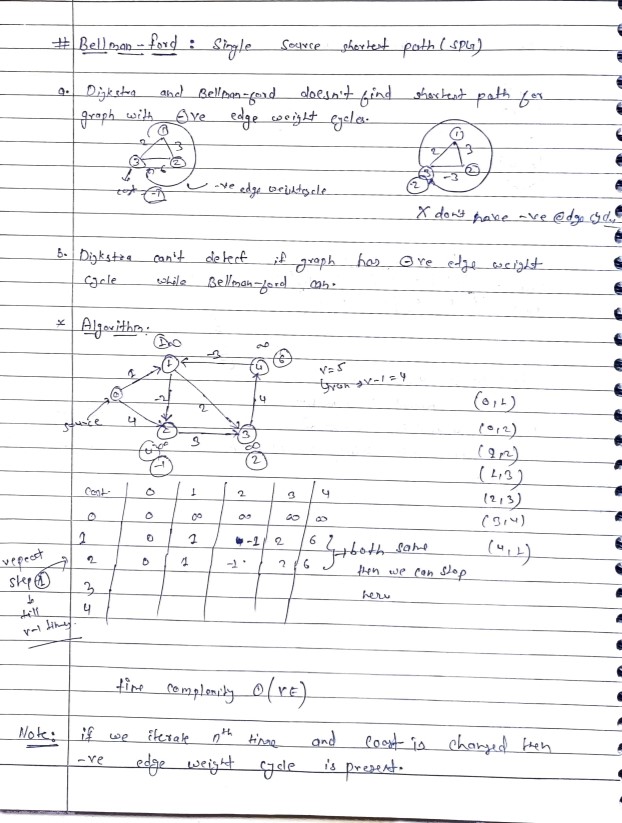 # Bellman-ford : Single Source shortest path (SPG)
a. Dijkstra and Bellman-ford doesn't find shortest path for
graph with ⊖ve edge weight cycles.
1
2 3
3 2
-6
cost -1
-ve edge weight cycle
1
2 3
3 2
-3
2
X don't have -ve edge cycle
b. Dijkstra can't detect if graph has ⊖ve edge weight
cycle while Bellman-ford can.
x Algorithm.
∞
1 -3 4 6
V=5
V-1=4
0 1 -2 2 4
source 4 2 3 3
∞ ∞
-1 2
(0,1)
(0,2)
(1,2)
(1,3)
(2,3)
(3,4)
(4,1)
Cost 0 1 2 3 4
0 0 ∞ ∞ ∞ ∞
1 0 1 -1 2 6
2 0 1 -1 2 6
3
4
both same
then we can stop
here
repeat
step 1
till
v-1 times
time complexity O(VE)
Note: if we iterate nth time and coost is changed then
-ve edge weight cycle is present.